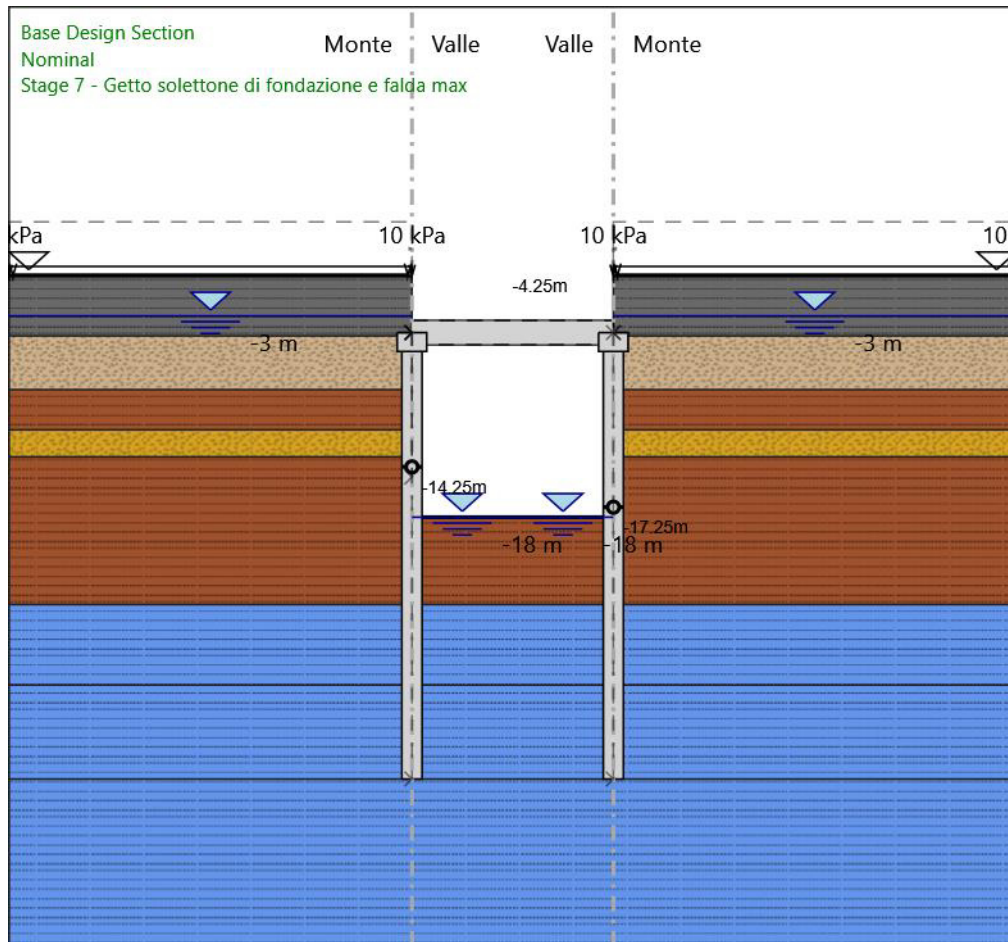 Base Design Section
Nominal
Stage 7 - Getto solettone di fondazione e falda max
Monte Valle Valle Monte
kPa 10 kPa 10 kPa 10
-4.25m
-3 m -3 m
-14.25m
-17.25m
-18 m -18 m